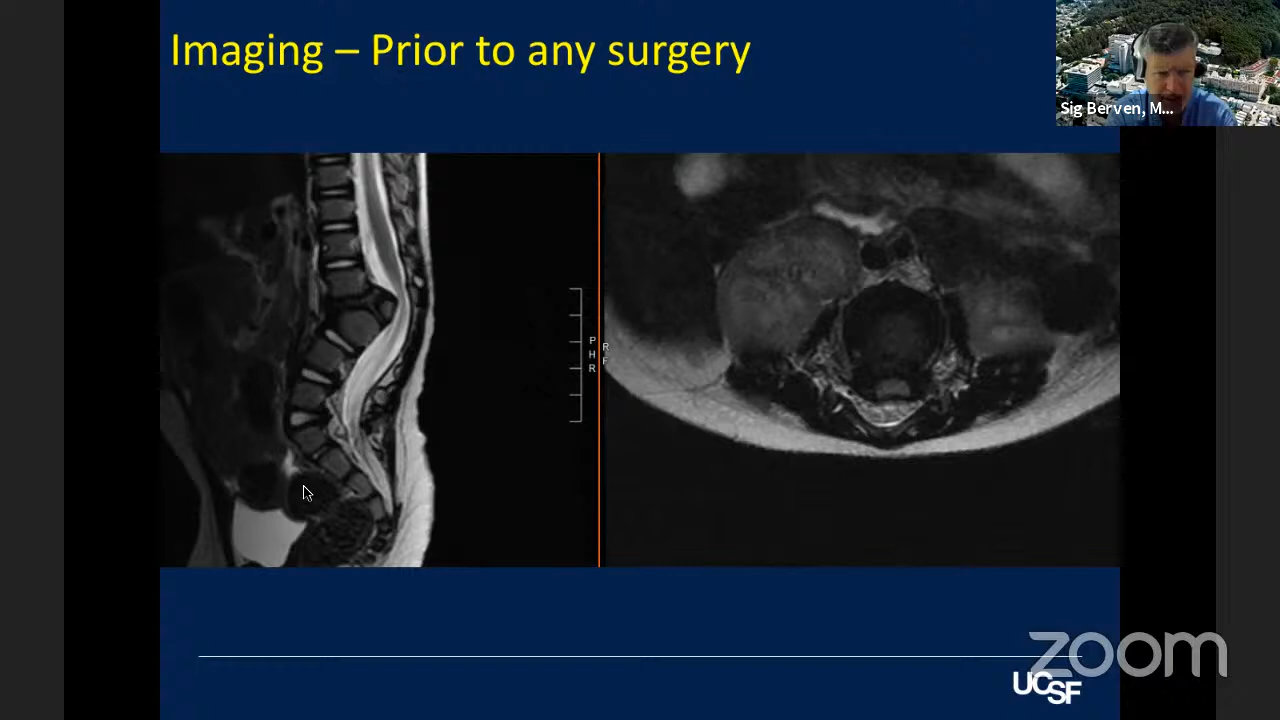 Imaging – Prior to any surgery
Sig Berven, M...
P
H
R
R
F
zoom
UCSF